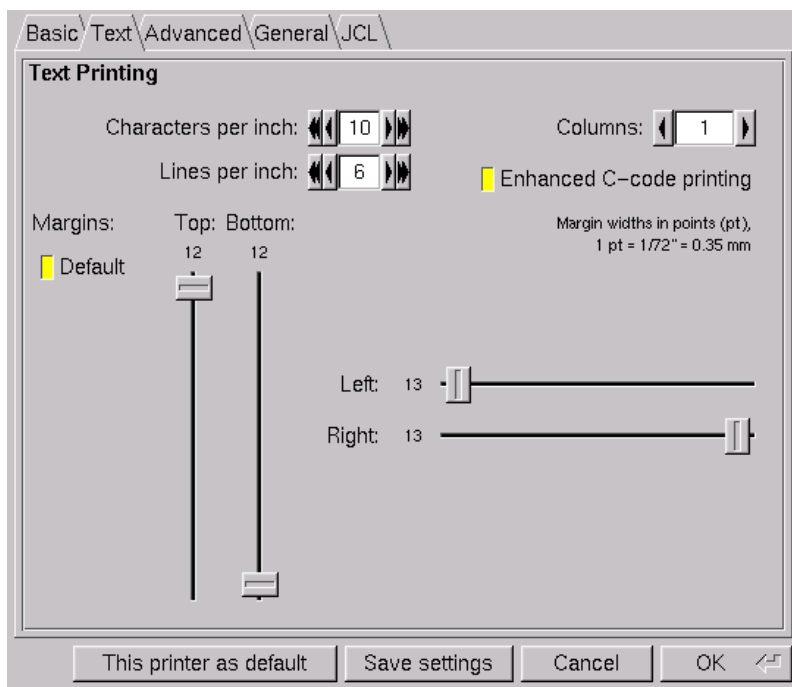 Basic Text Advanced General JCL
Text Printing
Characters per inch: 10
Columns: 1
Lines per inch: 6
Enhanced C-code printing
Margins: Top: Bottom:
Margin widths in points (pt),
1 pt = 1/72" = 0.35 mm
12 12
Default
Left: 13
Right: 13
This printer as default Save settings Cancel OK